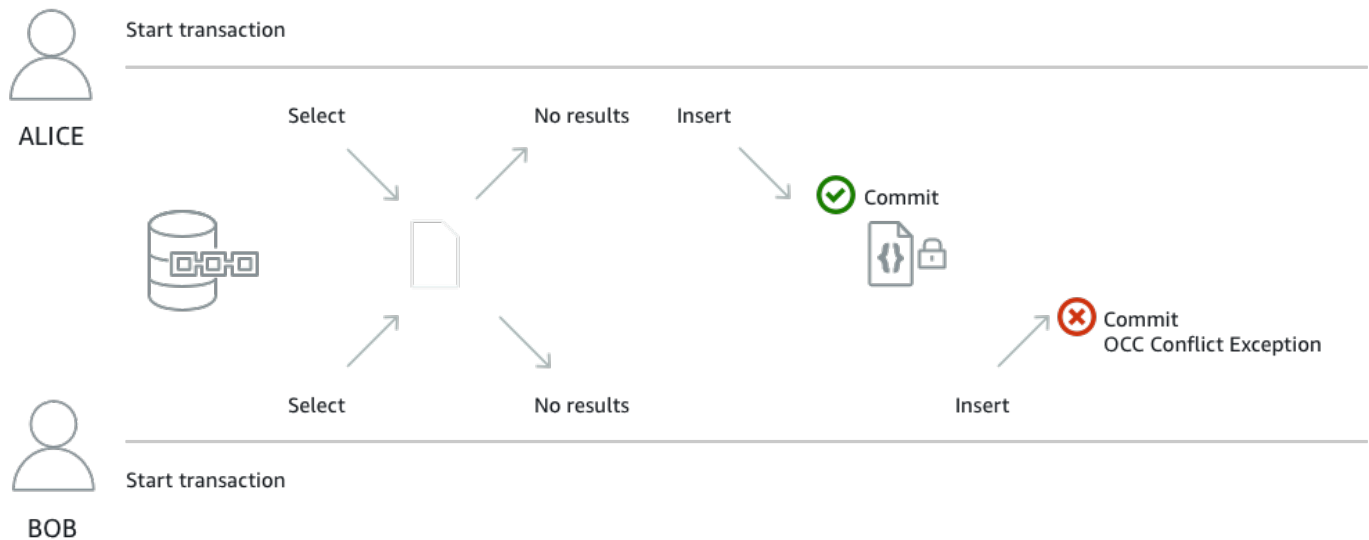 Start transaction
ALICE
Select
No results
Insert
Commit
{}
Commit
OCC Conflict Exception
Select
No results
Insert
Start transaction
BOB